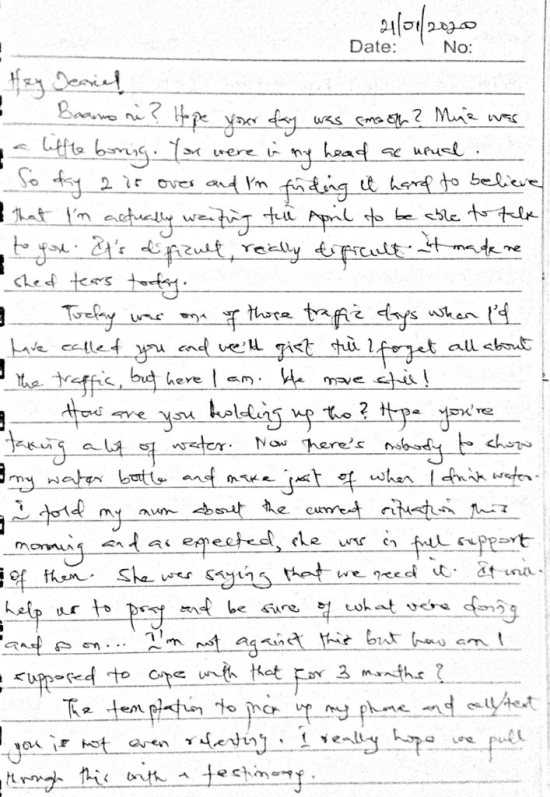 21/01/2020
Date: No:
Hey Dearie!
Baawo ni? Hope your day was smooth? Mine was
a little boring. You were in my head as usual.
So day 2 is over and I'm finding it hard to believe
that I'm actually waiting till April to be able to talk
to you. It's difficult, really difficult. It made me
shed tears today.
Today was one of those traffic days when I'd
have called you and we'll gist till I forget all about
the traffic, but here I am. We move still!
How are you holding up tho? Hope you're
taking a lot of water. Now there's nobody to show
my water bottle and make jest of when I drink water.
I told my mum about the current situation this
morning and as expected, she was in full support
of them. She was saying that we need it. It will
help us to pray and be sure of what we're doing
and so on... I'm not against this but how am I
supposed to cope with that for 3 months?
The temptation to pick up my phone and call/text
you is not even relenting. I really hope we pull
through this with a testimony.